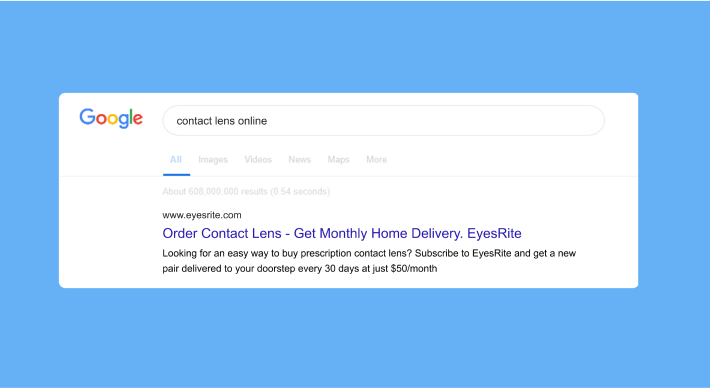 Google
contact lens online
All Images Videos News Maps More
About 608,000,000 results (0.54 seconds)
www.eyesrite.com
Order Contact Lens - Get Monthly Home Delivery. EyesRite
Looking for an easy way to buy prescription contact lens? Subscribe to EyesRite and get a new
pair delivered to your doorstep every 30 days at just $50/month